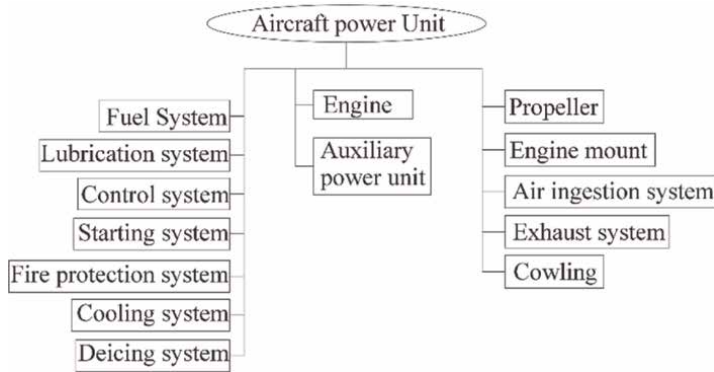 Aircraft power Unit
Fuel System
Lubrication system
Control system
Starting system
Fire protection system
Cooling system
Deicing system
Engine
Auxiliary
power unit
Propeller
Engine mount
Air ingestion system
Exhaust system
Cowling